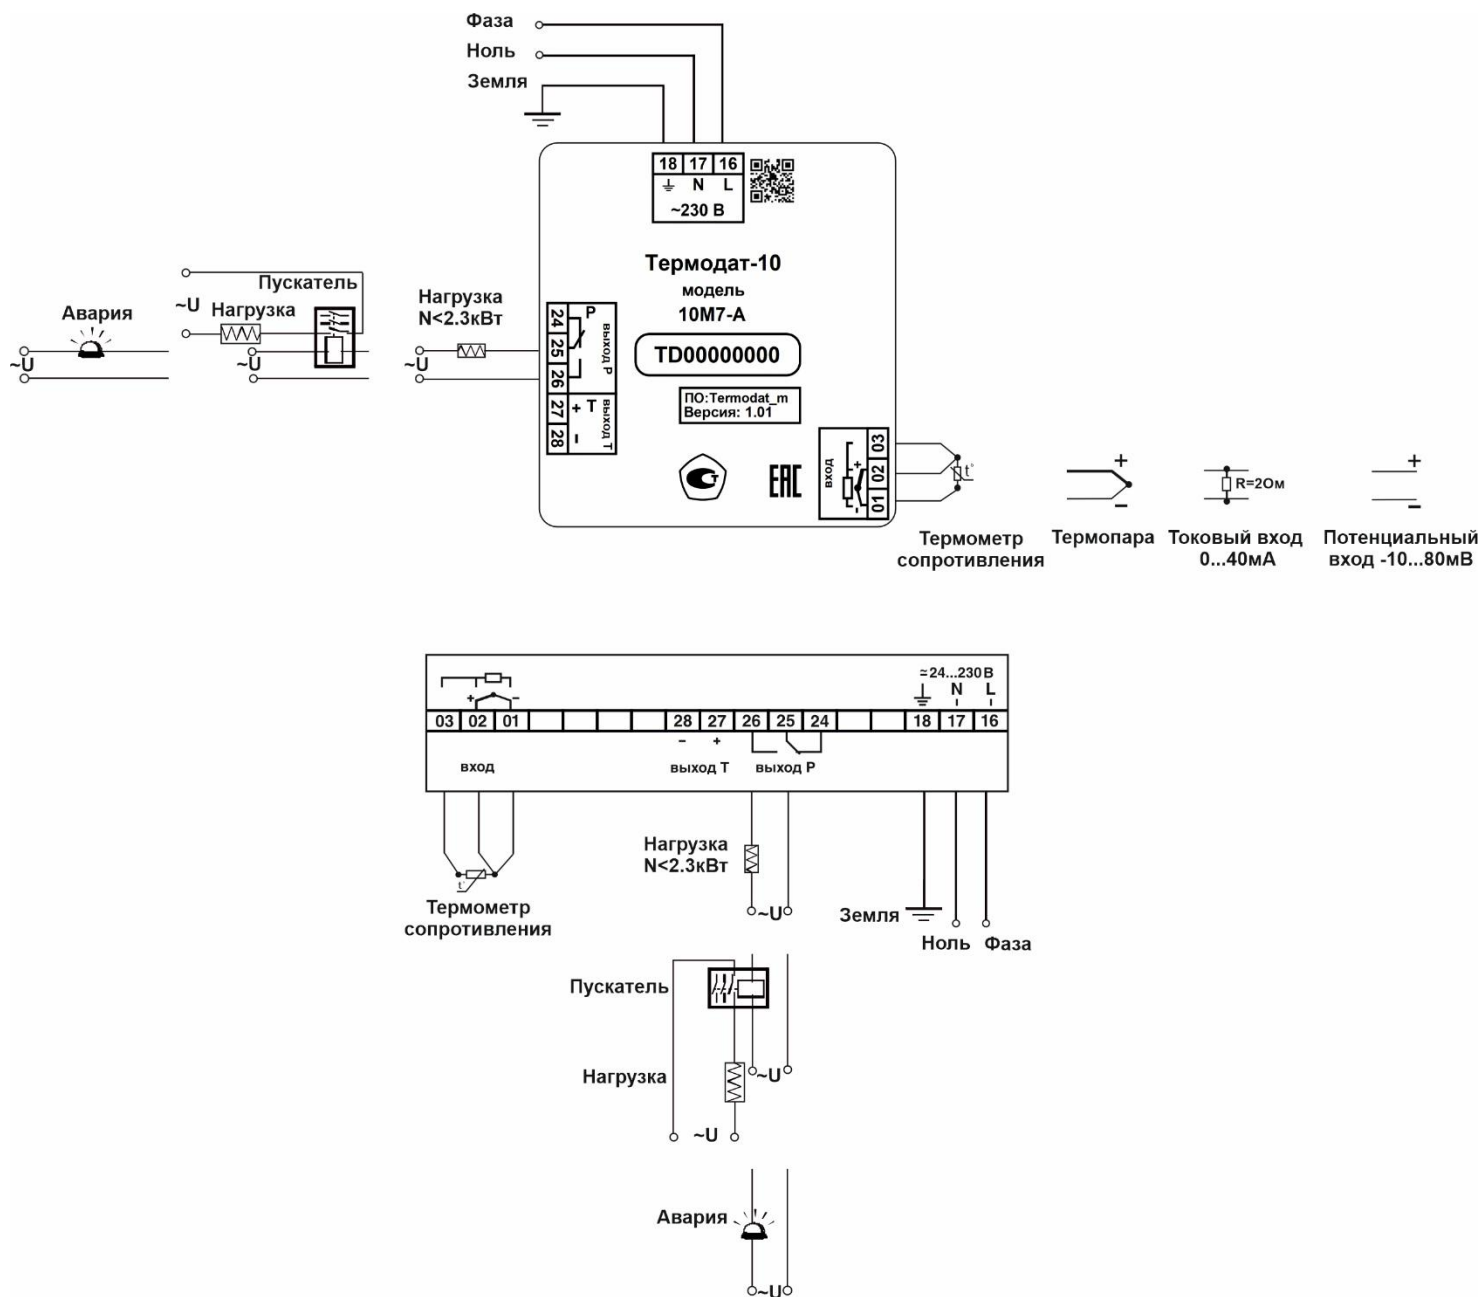 Фаза
Ноль
Земля
18 17 16
N L
~230 В
Термодат-10
модель
10М7-А
TD00000000
ПО:Termodat_m
Версия: 1.01
Авария
~U
Пускатель
~U
Нагрузка
~U
Нагрузка
N<2.3кВт
~U
24 25 26 27 28
P
выход P
+ T
-
выход T
EAC
С Т
вход
+
-
03 02 01
t°
Термометр
сопротивления
+
-
Термопара
R=2Ом
Токовый вход
0...40мА
+
-
Потенциальный
вход -10...80мВ
≂24...230 В
N L
+ -
03 02 01 28 27 26 25 24 18 17 16
- +
вход
выход T
выход P
t°
Термометр
сопротивления
Нагрузка
N<2.3кВт
~U
Земля
Ноль
Фаза
Пускатель
Нагрузка
~U
~U
Авария
~U